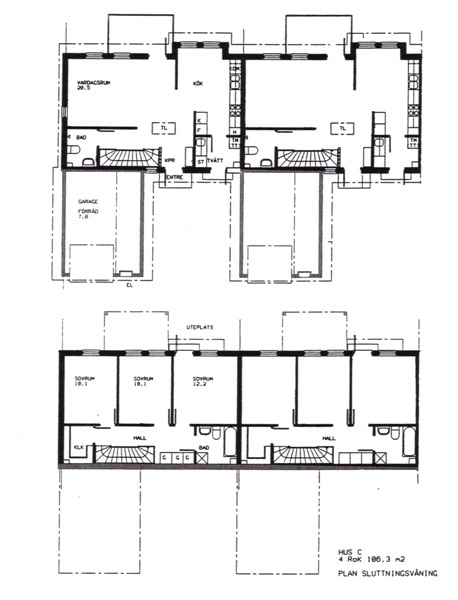 VARDAGSRUM
20.5
KÖK
K
F
TL
TL
BAD
H
TM
TT
KPR
ST
TVÄTT
ENTRE
GARAGE
FÖRRÅD
7.0
EL
UTEPLATS
SOVRUM
10,1
SOVRUM
10,1
SOVRUM
12,2
HALL
HALL
KLK
G
G
G
BAD
HUS C
4 RoK 106,3 m2
PLAN SLUTTNINGSVÅNING